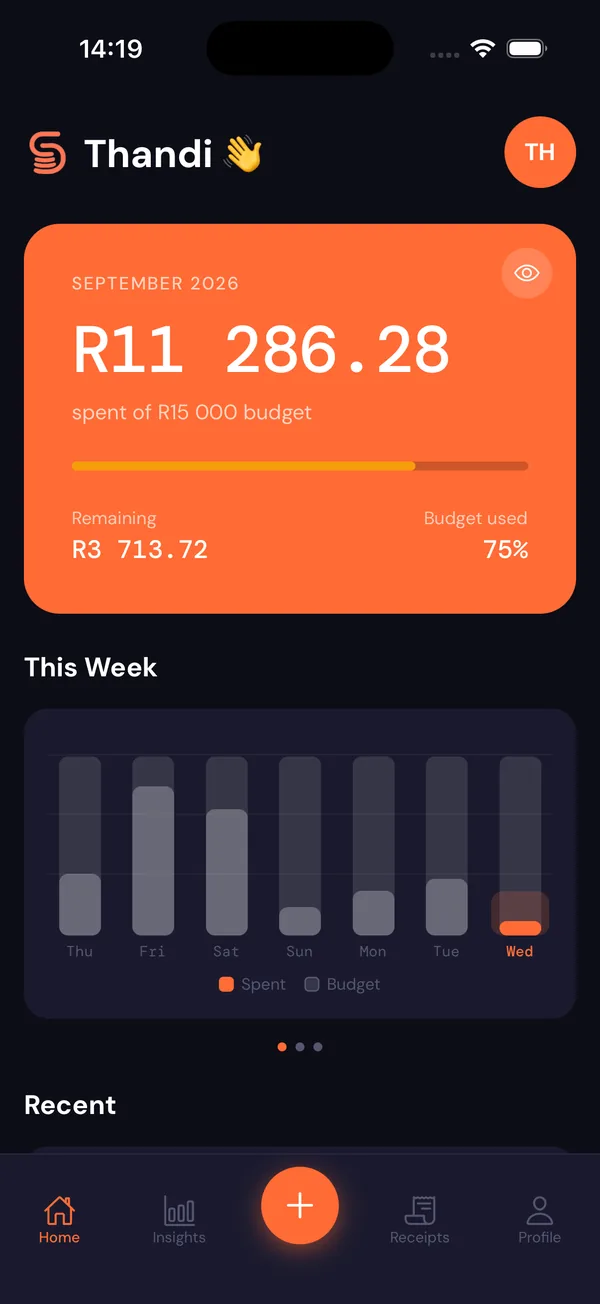 14:19
Thandi 👋
TH
SEPTEMBER 2026
R11 286.28
spent of R15 000 budget
Remaining
Budget used
R3 713.72
75%
This Week
Thu Fri Sat Sun Mon Tue Wed
Spent Budget
Recent
Home Insights Receipts Profile